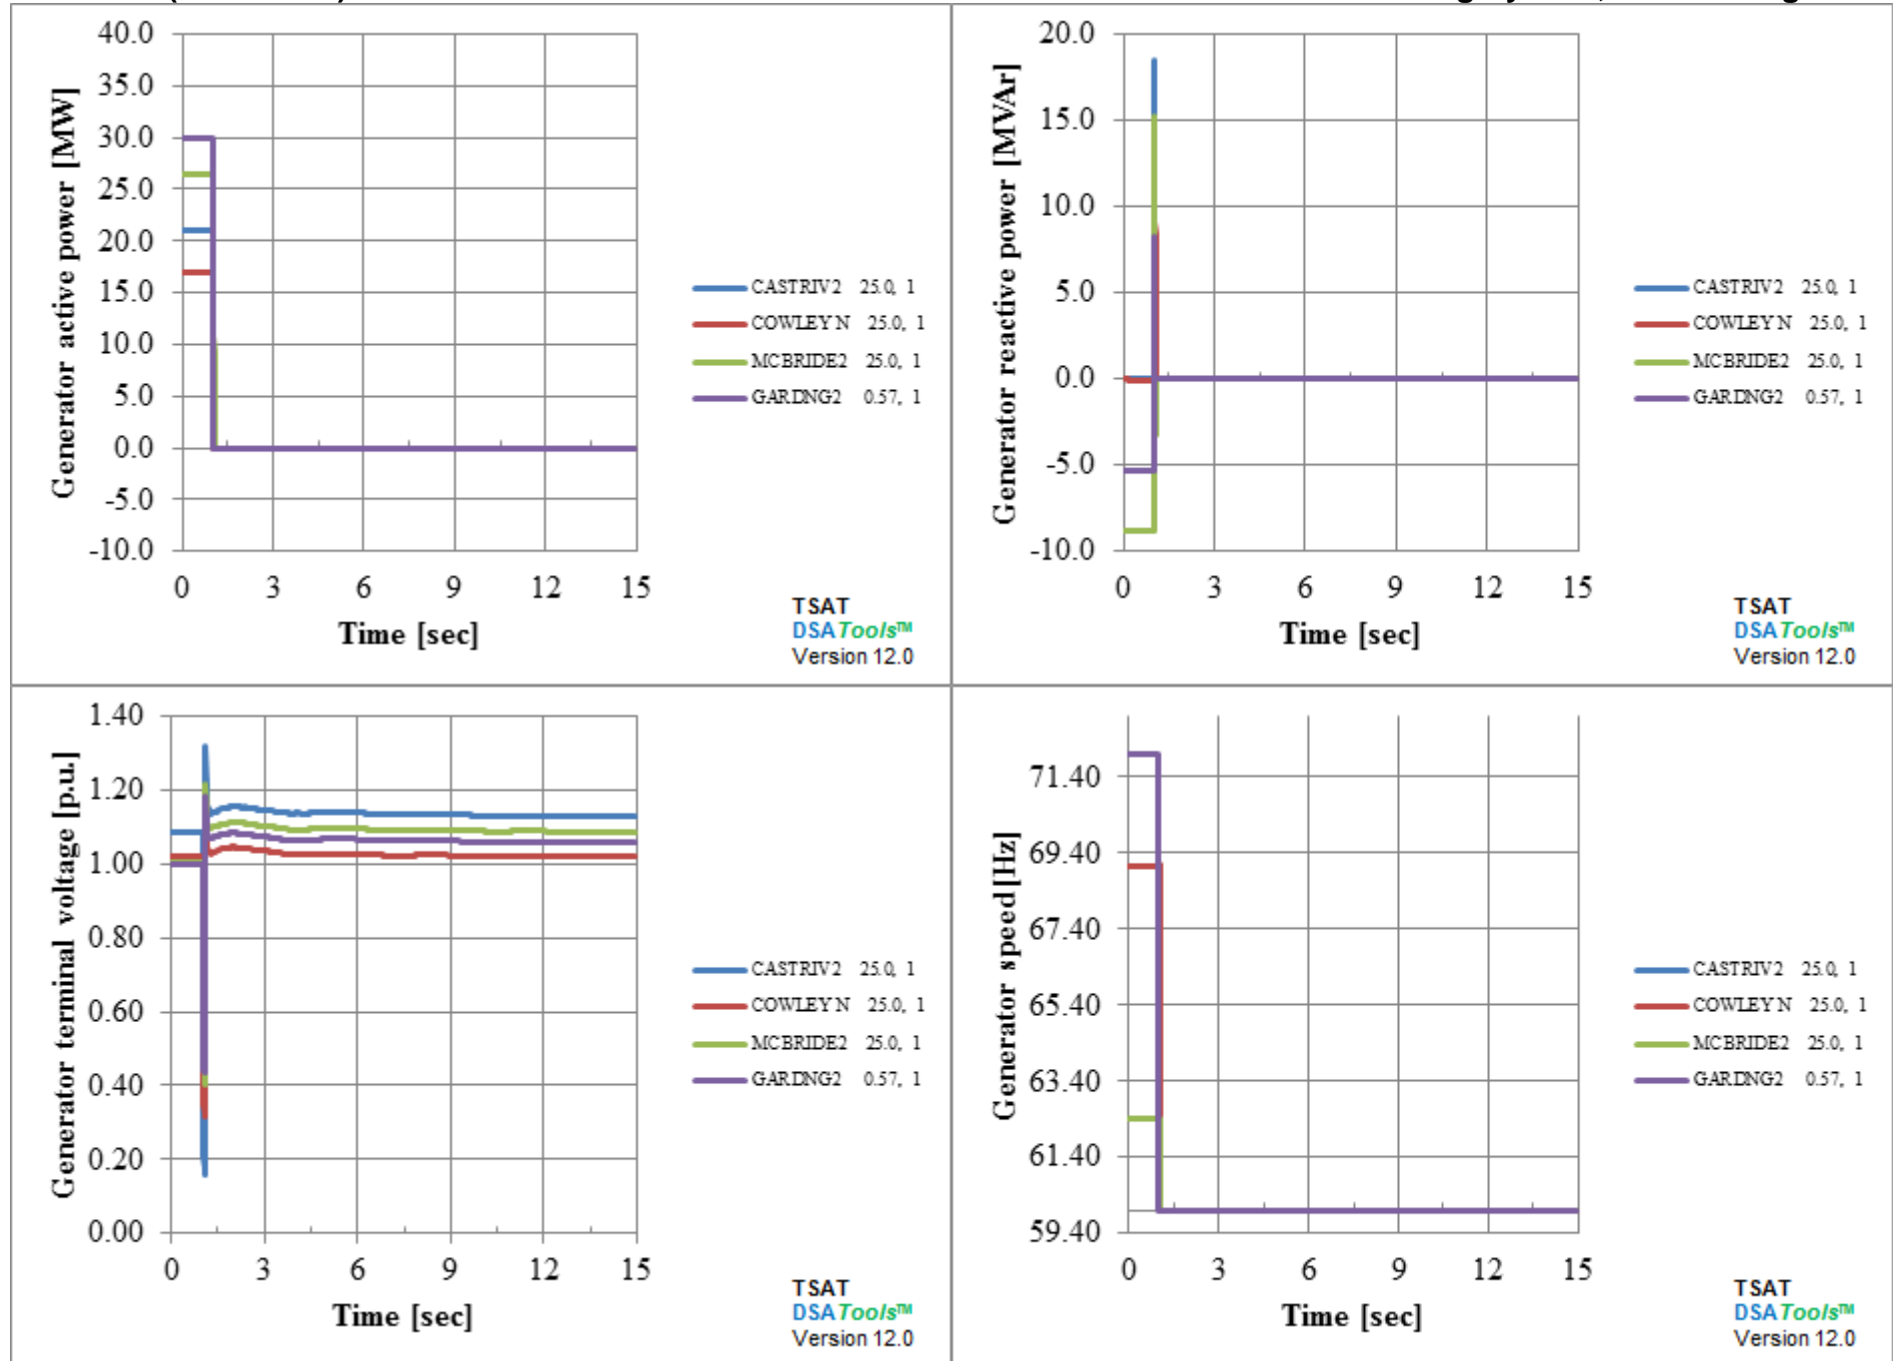 40.0
35.0
30.0
25.0
20.0
15.0
10.0
5.0
0.0
-5.0
-10.0
0 3 6 9 12 15
Generator active power [MW]
Time [sec]
CASTRIV2 25.0, 1
COWLEY N 25.0, 1
MCBRIDE2 25.0, 1
GARDNG2 0.57, 1
TSAT
DSATools™
Version 12.0
20.0
15.0
10.0
5.0
0.0
-5.0
-10.0
0 3 6 9 12 15
Generator reactive power [MVAr]
Time [sec]
CASTRIV2 25.0, 1
COWLEY N 25.0, 1
MCBRIDE2 25.0, 1
GARDNG2 0.57, 1
TSAT
DSATools™
Version 12.0
1.40
1.20
1.00
0.80
0.60
0.40
0.20
0.00
0 3 6 9 12 15
Generator terminal voltage [p.u.]
Time [sec]
CASTRIV2 25.0, 1
COWLEY N 25.0, 1
MCBRIDE2 25.0, 1
GARDNG2 0.57, 1
TSAT
DSATools™
Version 12.0
71.40
69.40
67.40
65.40
63.40
61.40
59.40
0 3 6 9 12 15
Generator speed [Hz]
Time [sec]
CASTRIV2 25.0, 1
COWLEY N 25.0, 1
MCBRIDE2 25.0, 1
GARDNG2 0.57, 1
TSAT
DSATools™
Version 12.0